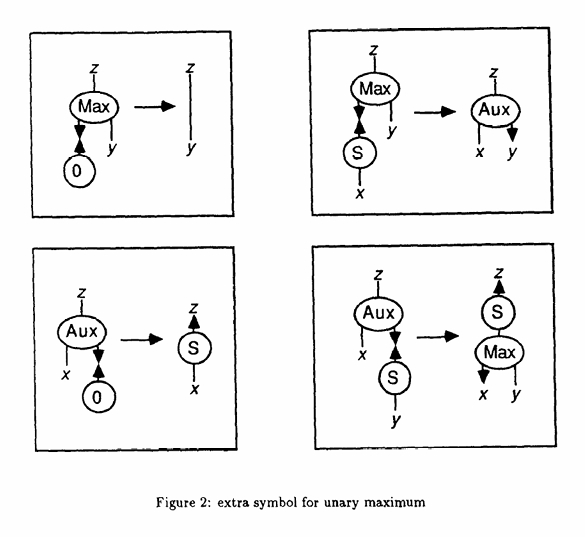 z z
Max
y y
0
z
Max z
Aux
y
S x y
x
z
Aux z
S
x
0 x
z z
Aux S
x Max
S x y
y
Figure 2: extra symbol for unary maximum